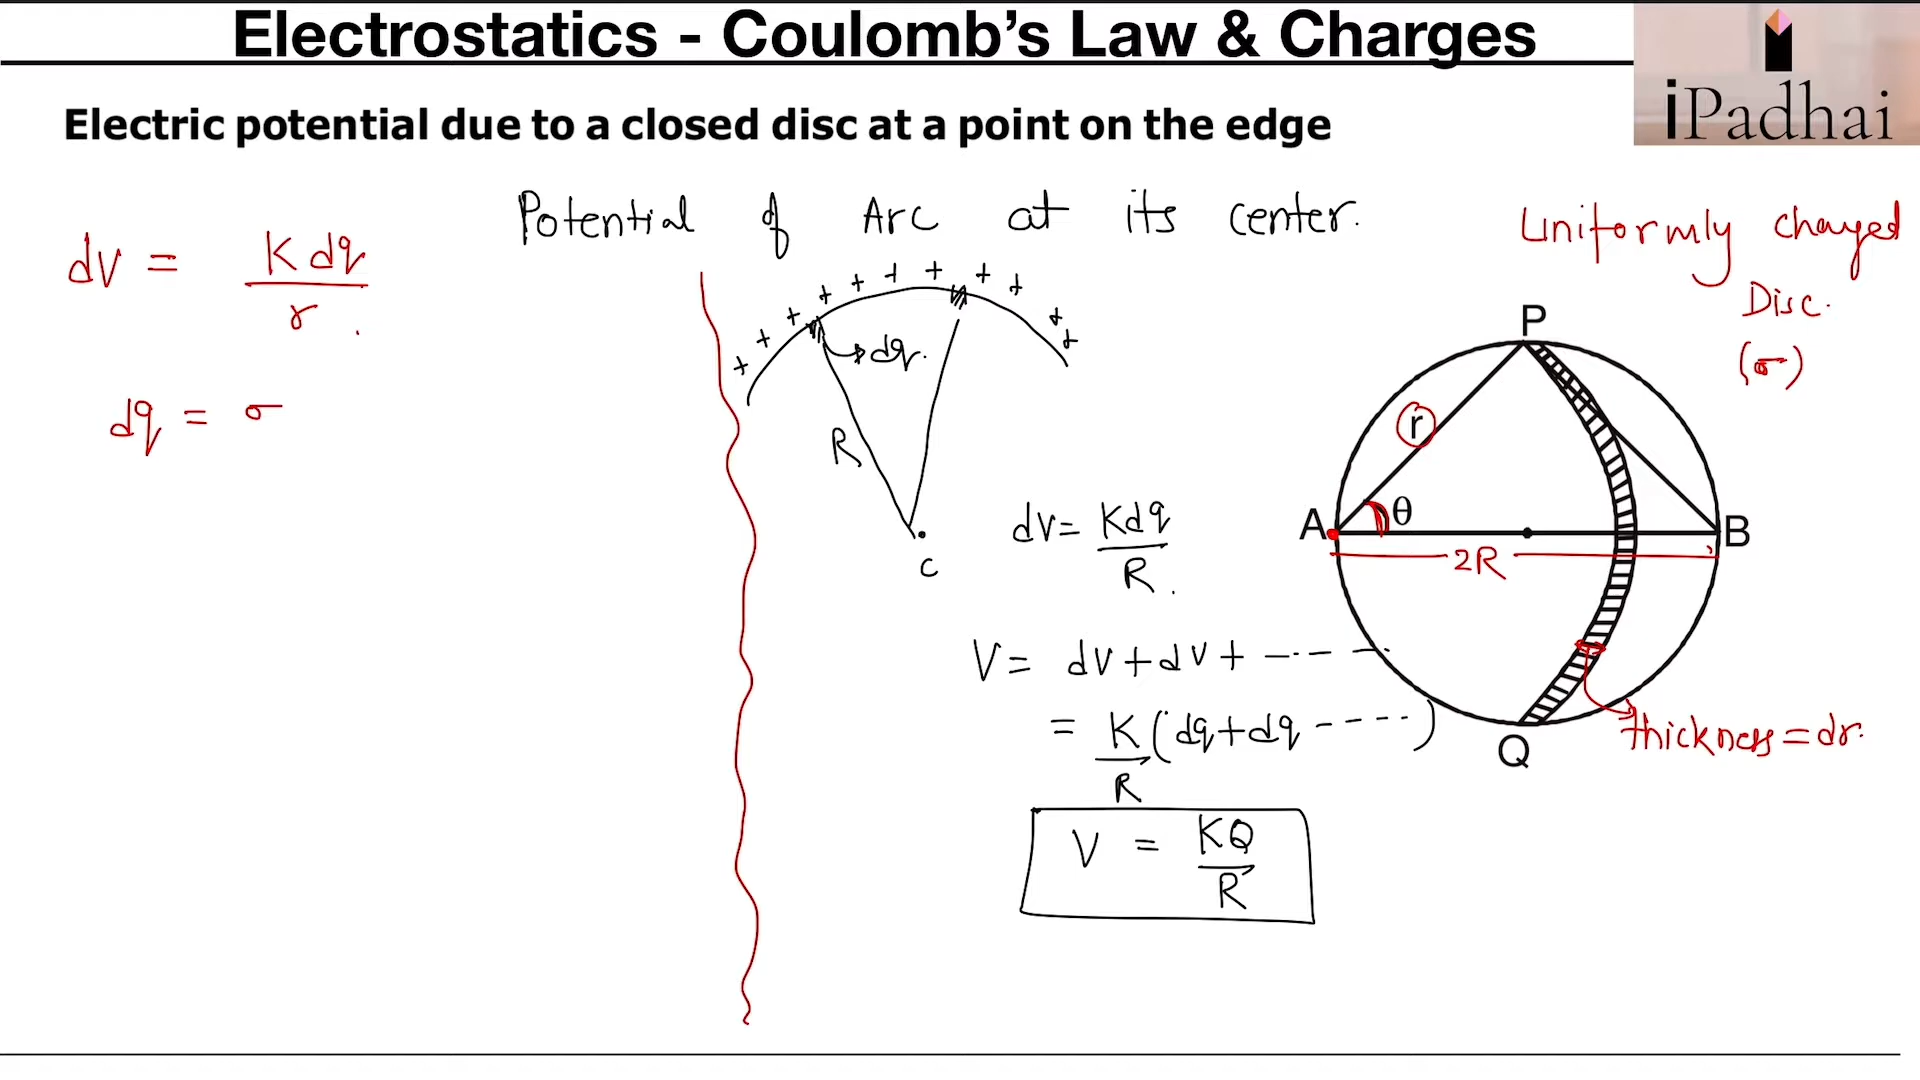 Electrostatics - Coulomb's Law & Charges
iPadhai
Electric potential due to a closed disc at a point on the edge
Potential of Arc at its center.
dv = K dq / r .
dq = σ
+ + + + + + + + + + +
dq.
R
C
dv = Kdq / R .
V = dv + dv + -----
= K / R ( dq + dq ---- )
V = KQ / R
Uniformly charged
Disc.
(σ)
P
r
A
θ
B
2R
Q
thickness = dr.